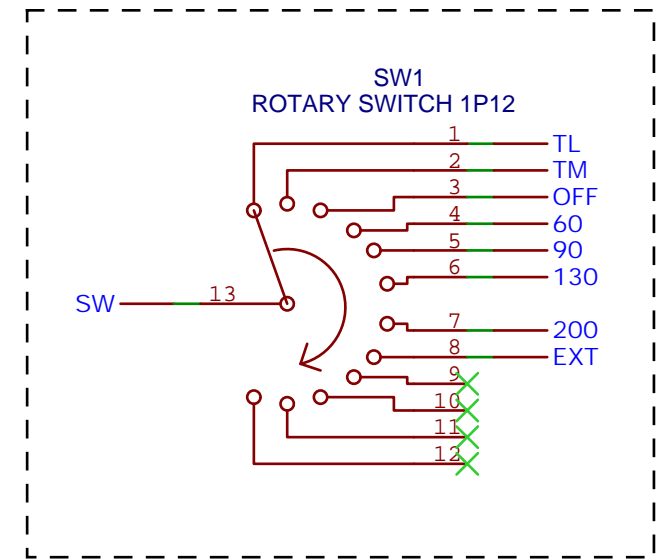 SW1
ROTARY SWITCH 1P12
1 TL
2 TM
3 OFF
4 60
5 90
6 130
SW 13
7 200
8 EXT
9
10
11
12